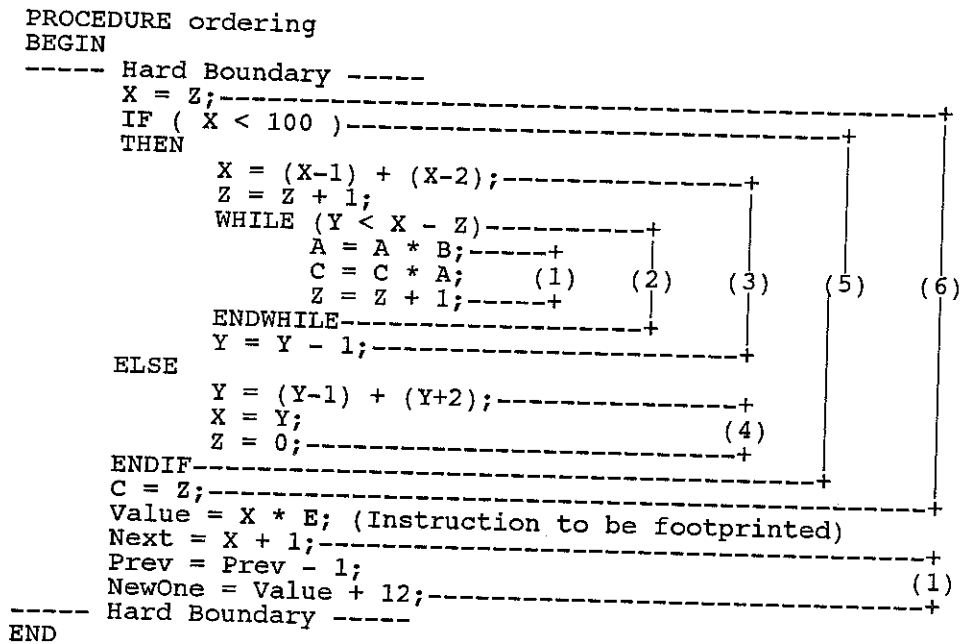 PROCEDURE ordering
BEGIN
----- Hard Boundary -----
X = Z;-----------------------------------------------+
IF ( X < 100 )---------------------------------+
THEN
X = (X-1) + (X-2);----------------+
Z = Z + 1;
WHILE (Y < X - Z)-----------+
A = A * B;-----+
C = C * A; (1) (2) (3) (5) (6)
Z = Z + 1;-----+
ENDWHILE--------------------+
Y = Y - 1;-------------------------+
ELSE
Y = (Y-1) + (Y+2);----------------+
X = Y; (4)
Z = 0;-----------------------------+
ENDIF------------------------------------------+
C = Z;-----------------------------------------------+
Value = X * E; (Instruction to be footprinted)
Next = X + 1;----------------------------------------+
Prev = Prev - 1; (1)
NewOne = Value + 12;---------------------------------+
----- Hard Boundary -----
END